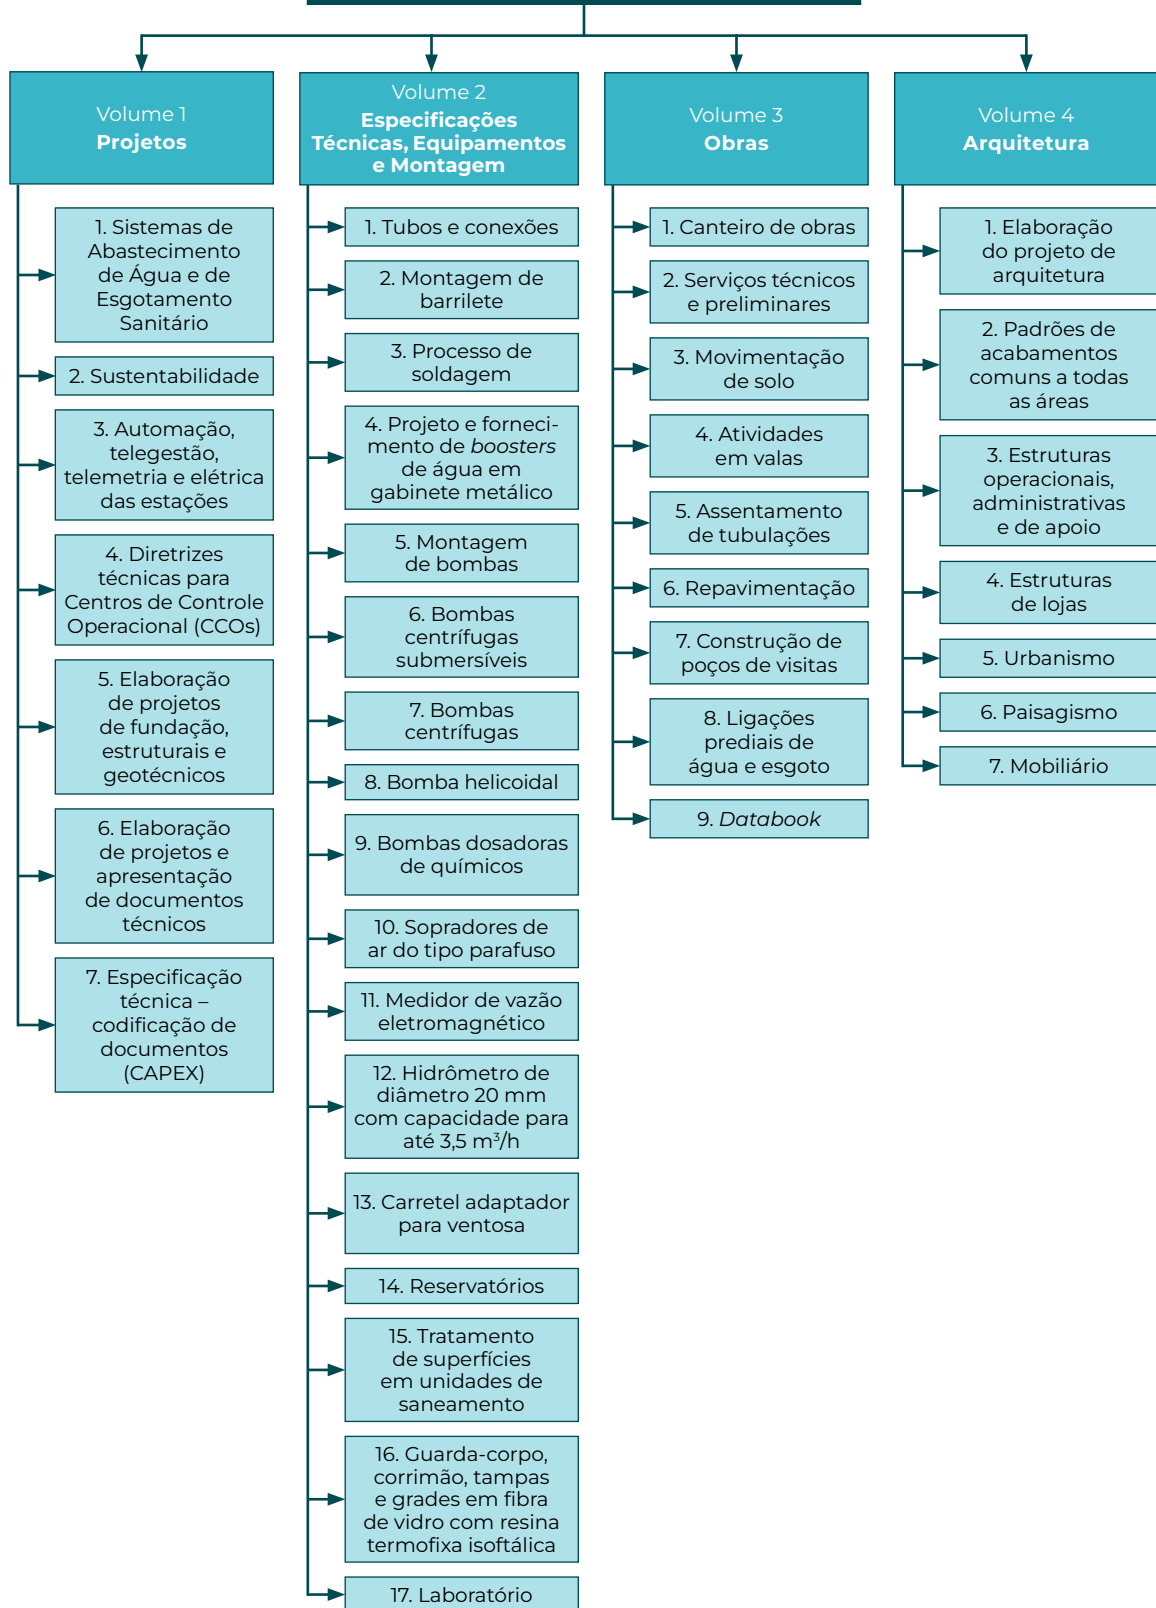 Volume 1
Projetos
1. Sistemas de
Abastecimento
de Água e de
Esgotamento
Sanitário
2. Sustentabilidade
3. Automação,
telegestão,
telemetria e elétrica
das estações
4. Diretrizes
técnicas para
Centros de Controle
Operacional (CCOs)
5. Elaboração
de projetos
de fundação,
estruturais e
geotécnicos
6. Elaboração
de projetos e
apresentação
de documentos
técnicos
7. Especificação
técnica –
codificação de
documentos
(CAPEX)
Volume 2
Especificações
Técnicas, Equipamentos
e Montagem
1. Tubos e conexões
2. Montagem de
barrilete
3. Processo de
soldagem
4. Projeto e forneci-
mento de boosters
de água em
gabinete metálico
5. Montagem
de bombas
6. Bombas
centrífugas
submersíveis
7. Bombas
centrífugas
8. Bomba helicoidal
9. Bombas dosadoras
de químicos
10. Sopradores de
ar do tipo parafuso
11. Medidor de vazão
eletromagnético
12. Hidrômetro de
diâmetro 20 mm
com capacidade para
até 3,5 m³/h
13. Carretel adaptador
para ventosa
14. Reservatórios
15. Tratamento
de superfícies
em unidades de
saneamento
16. Guarda-corpo,
corrimão, tampas
e grades em fibra
de vidro com resina
termofixa isoftálica
17. Laboratório
Volume 3
Obras
1. Canteiro de obras
2. Serviços técnicos
e preliminares
3. Movimentação
de solo
4. Atividades
em valas
5. Assentamento
de tubulações
6. Repavimentação
7. Construção de
poços de visitas
8. Ligações
prediais de
água e esgoto
9. Databook
Volume 4
Arquitetura
1. Elaboração
do projeto de
arquitetura
2. Padrões de
acabamentos
comuns a todas
as áreas
3. Estruturas
operacionais,
administrativas
e de apoio
4. Estruturas
de lojas
5. Urbanismo
6. Paisagismo
7. Mobiliário